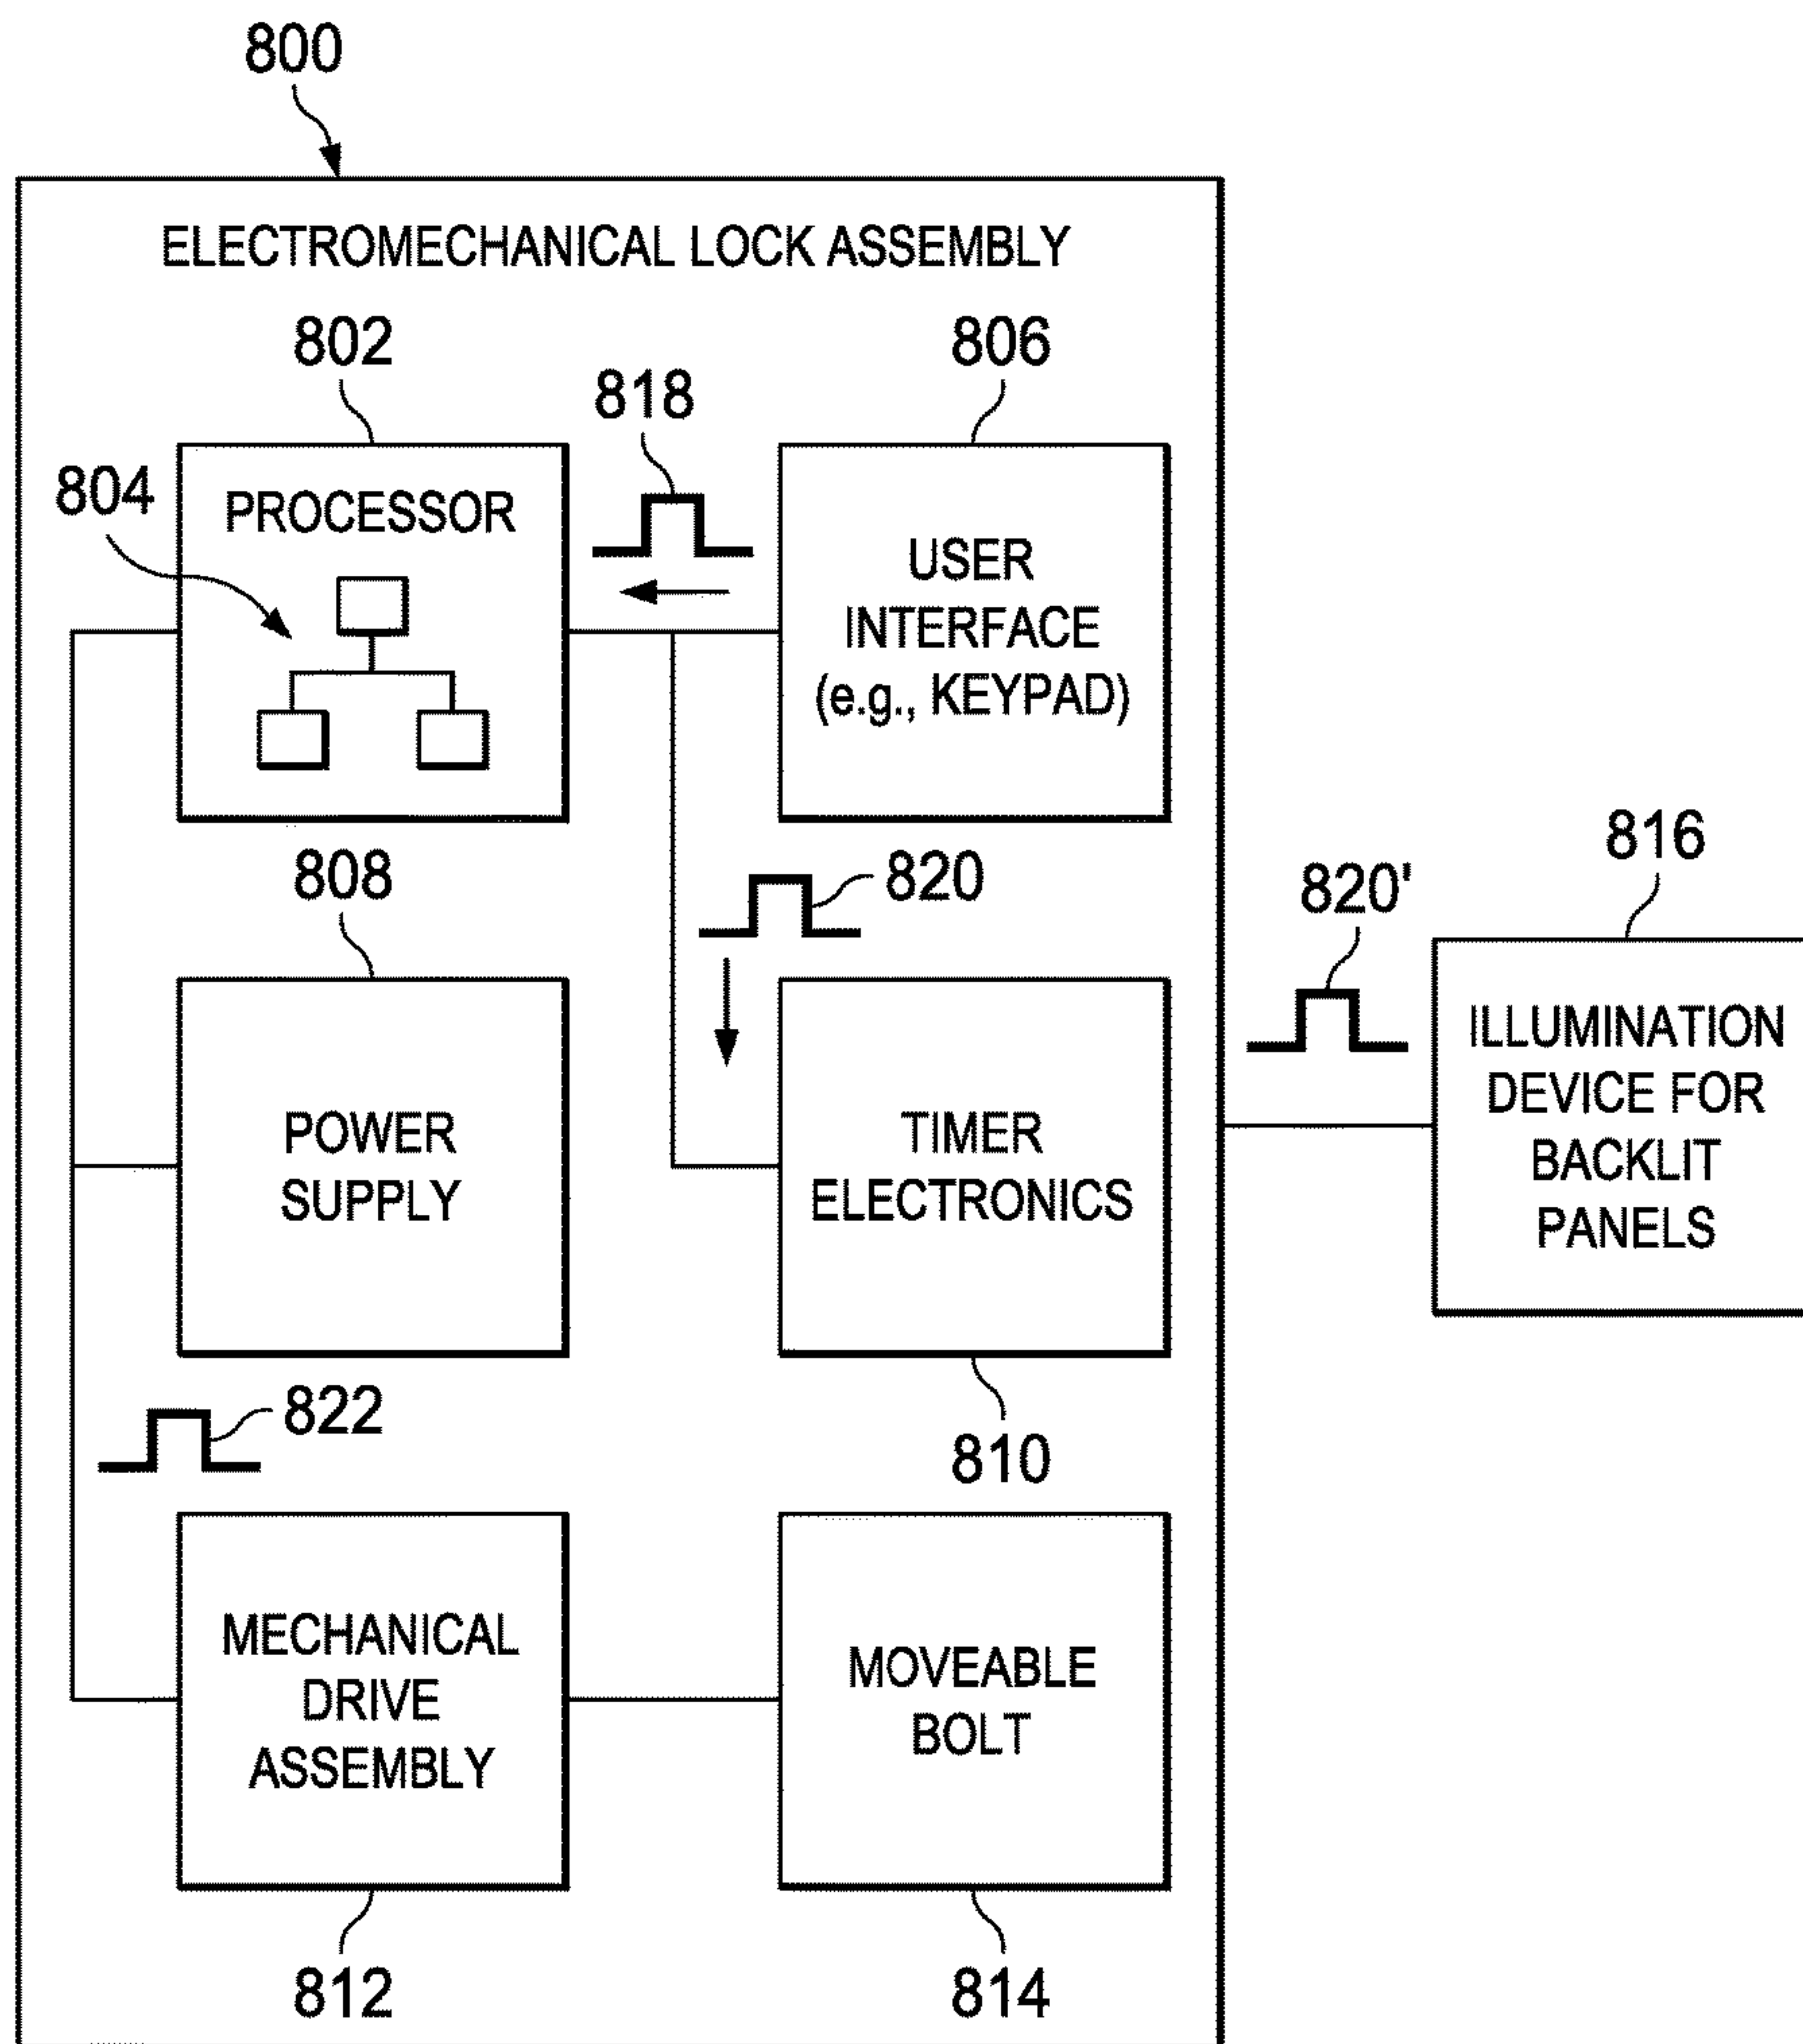 800
ELECTROMECHANICAL LOCK ASSEMBLY
802
806
818
804
PROCESSOR
USER
INTERFACE
(e.g., KEYPAD)
808
820
816
820'
POWER
SUPPLY
TIMER
ELECTRONICS
ILLUMINATION
DEVICE FOR
BACKLIT
PANELS
822
810
MECHANICAL
DRIVE
ASSEMBLY
MOVEABLE
BOLT
812
814